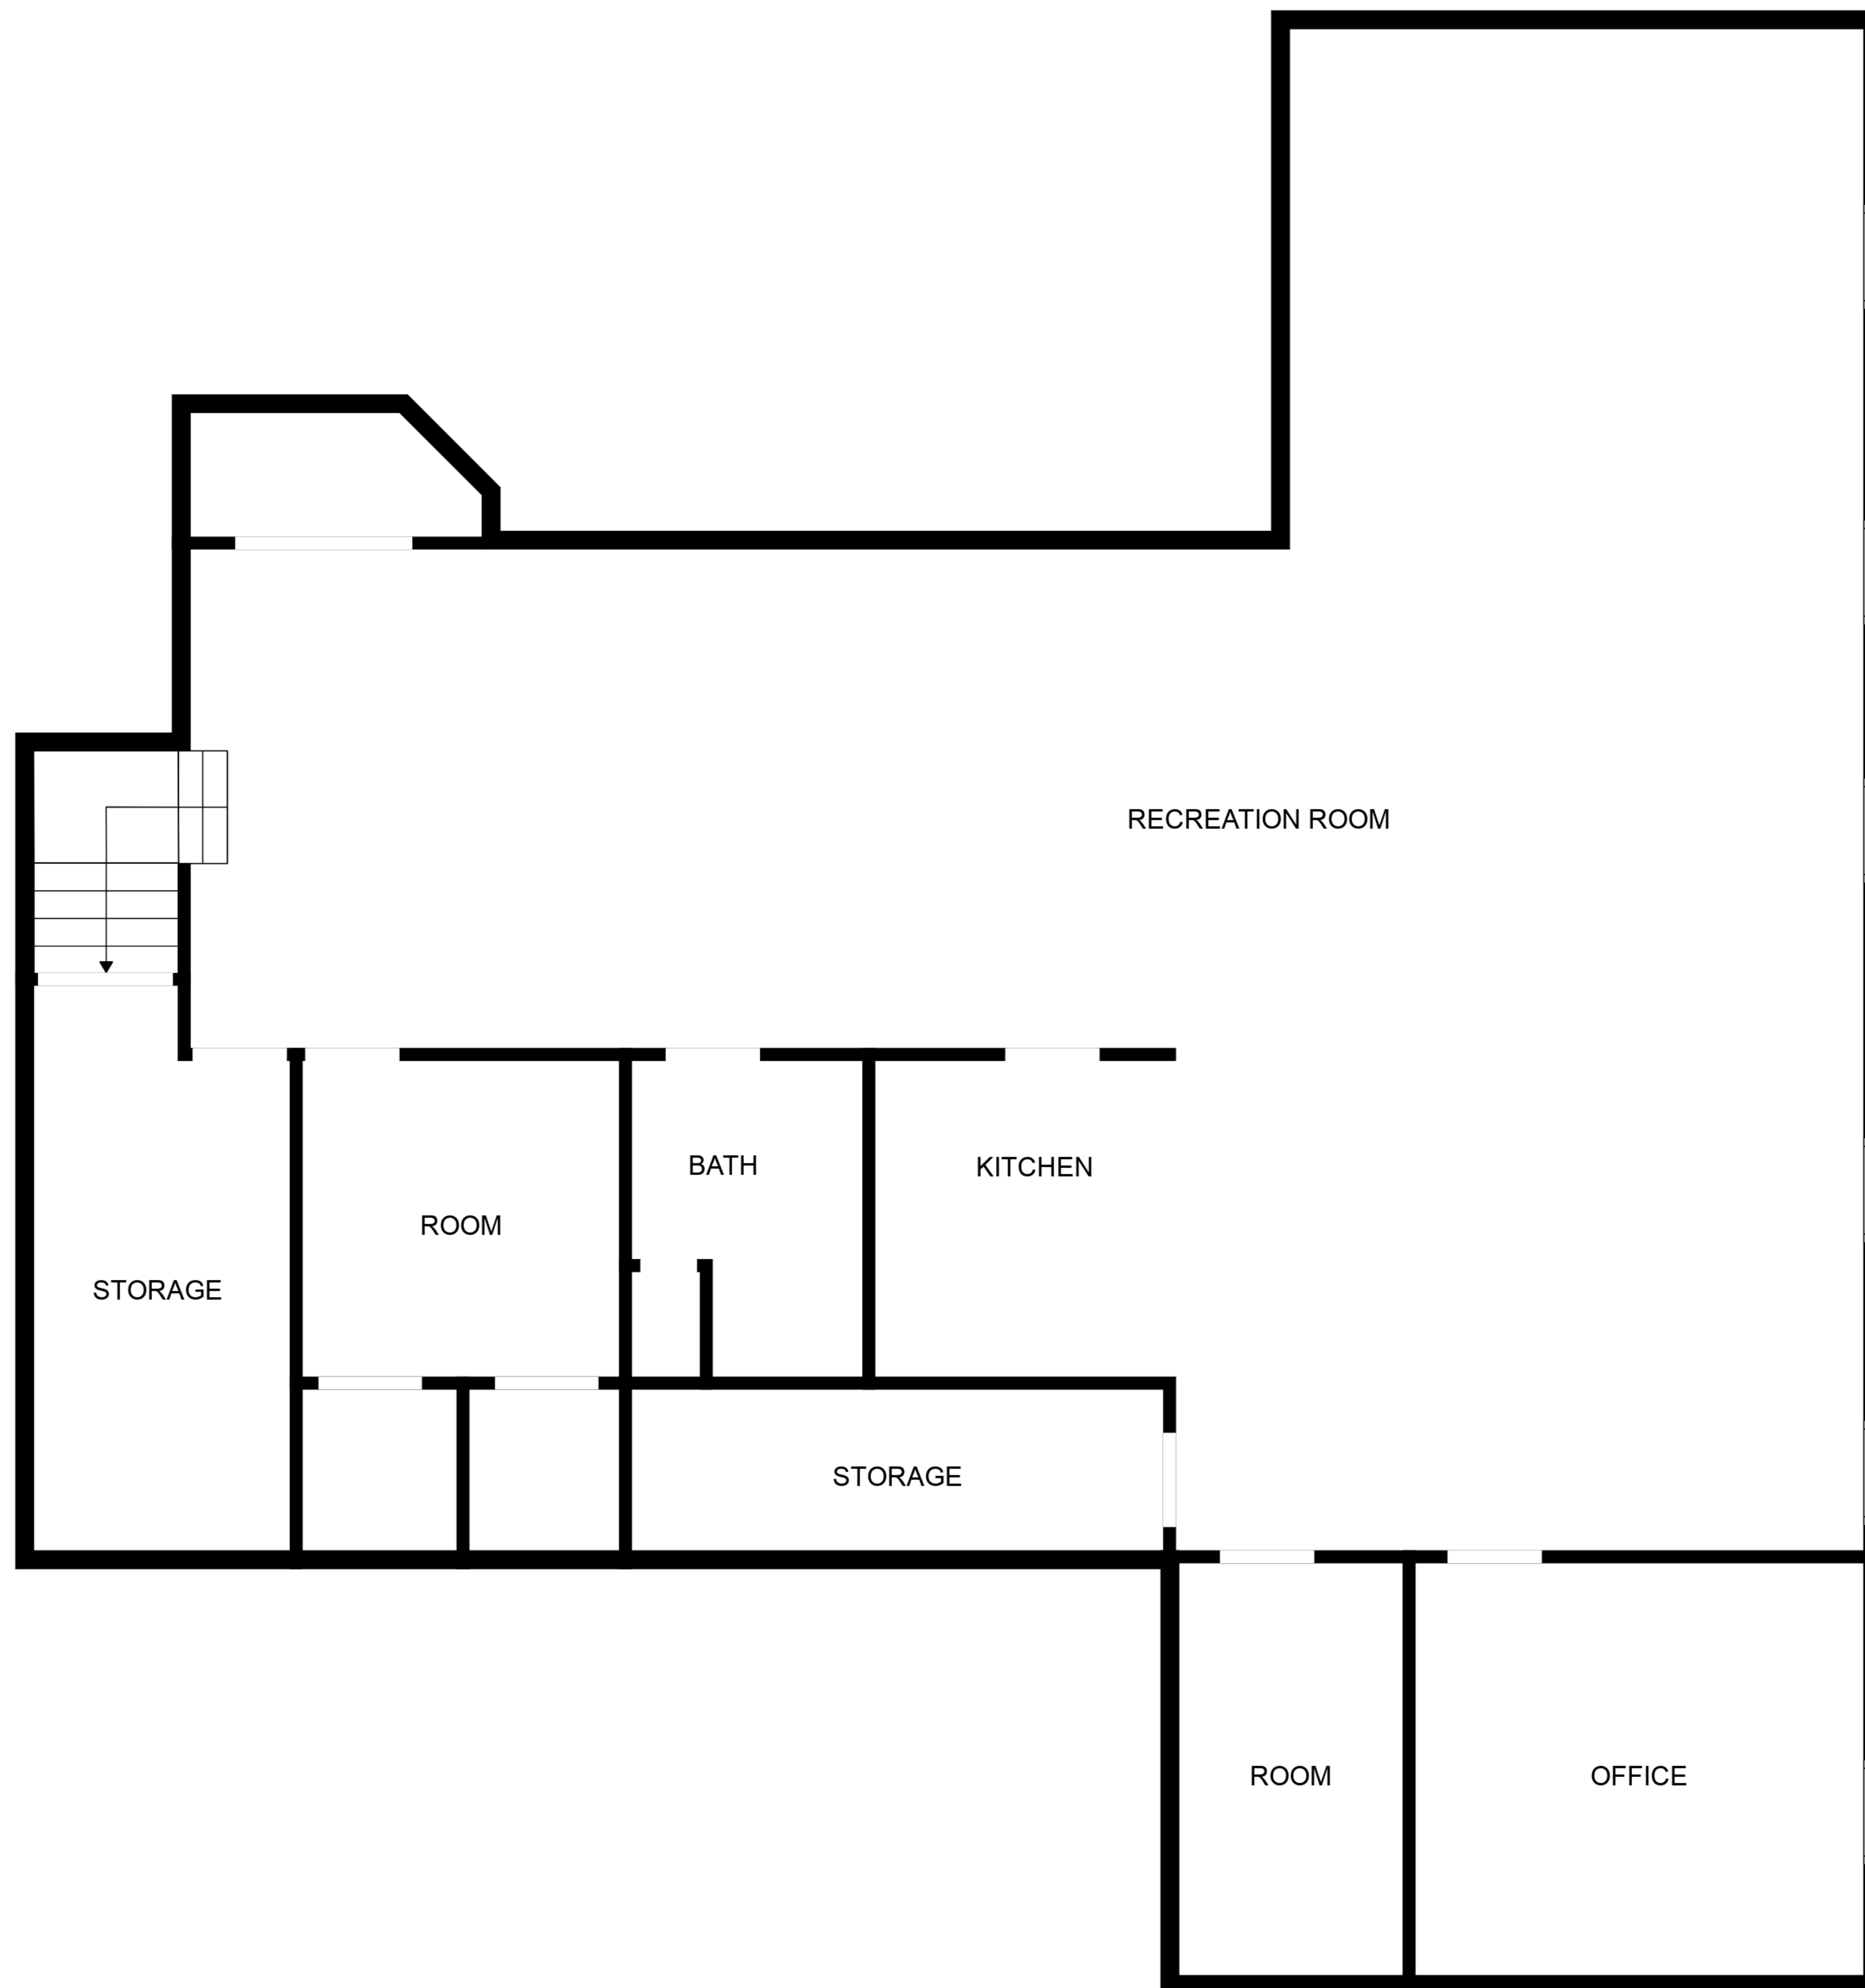 RECREATION ROOM
BATH
KITCHEN
ROOM
STORAGE
STORAGE
ROOM
OFFICE